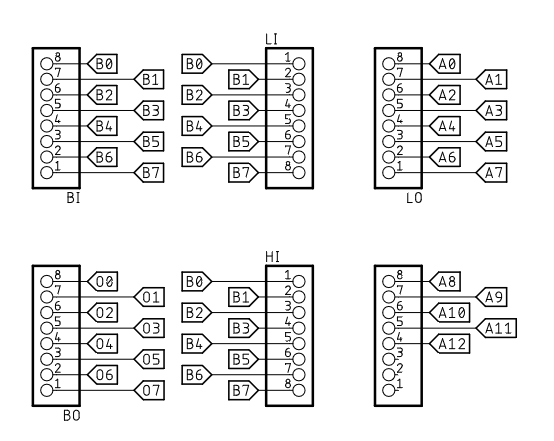 LI
8 B0 B0 1 8 A0
7 B1 B1 2 7 A1
6 B2 B2 3 6 A2
5 B3 B3 4 5 A3
4 B4 B4 5 4 A4
3 B5 B5 6 3 A5
2 B6 B6 7 2 A6
1 B7 B7 8 1 A7
BI LO
HI
8 O0 B0 1 8 A8
7 O1 B1 2 7 A9
6 O2 B2 3 6 A10
5 O3 B3 4 5 A11
4 O4 B4 5 4 A12
3 O5 B5 6 3
2 O6 B6 7 2
1 O7 B7 8 1
BO